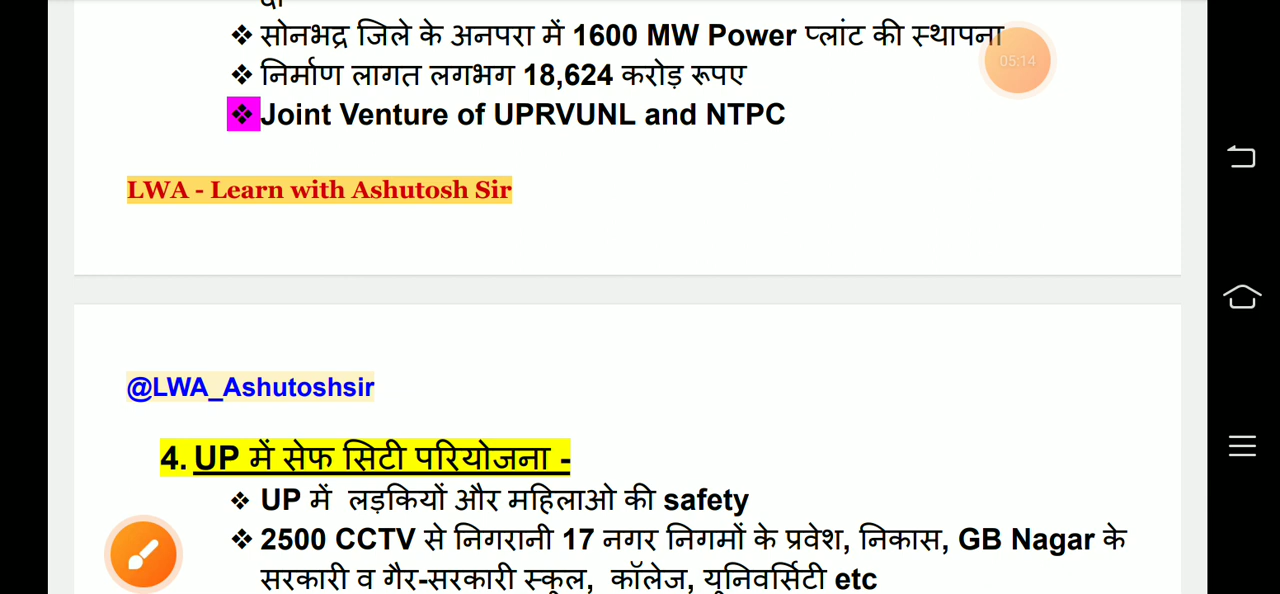 ❖ सोनभद्र जिले के अनपरा में 1600 MW Power प्लांट की स्थापना
05:14
❖ निर्माण लागत लगभग 18,624 करोड़ रूपए
❖ Joint Venture of UPRVUNL and NTPC
LWA - Learn with Ashutosh Sir
@LWA_Ashutoshsir
4. UP में सेफ सिटी परियोजना -
❖ UP में लड़कियों और महिलाओ की safety
❖ 2500 CCTV से निगरानी 17 नगर निगमों के प्रवेश, निकास, GB Nagar के
सरकारी व गैर-सरकारी स्कूल, कॉलेज, यूनिवर्सिटी etc